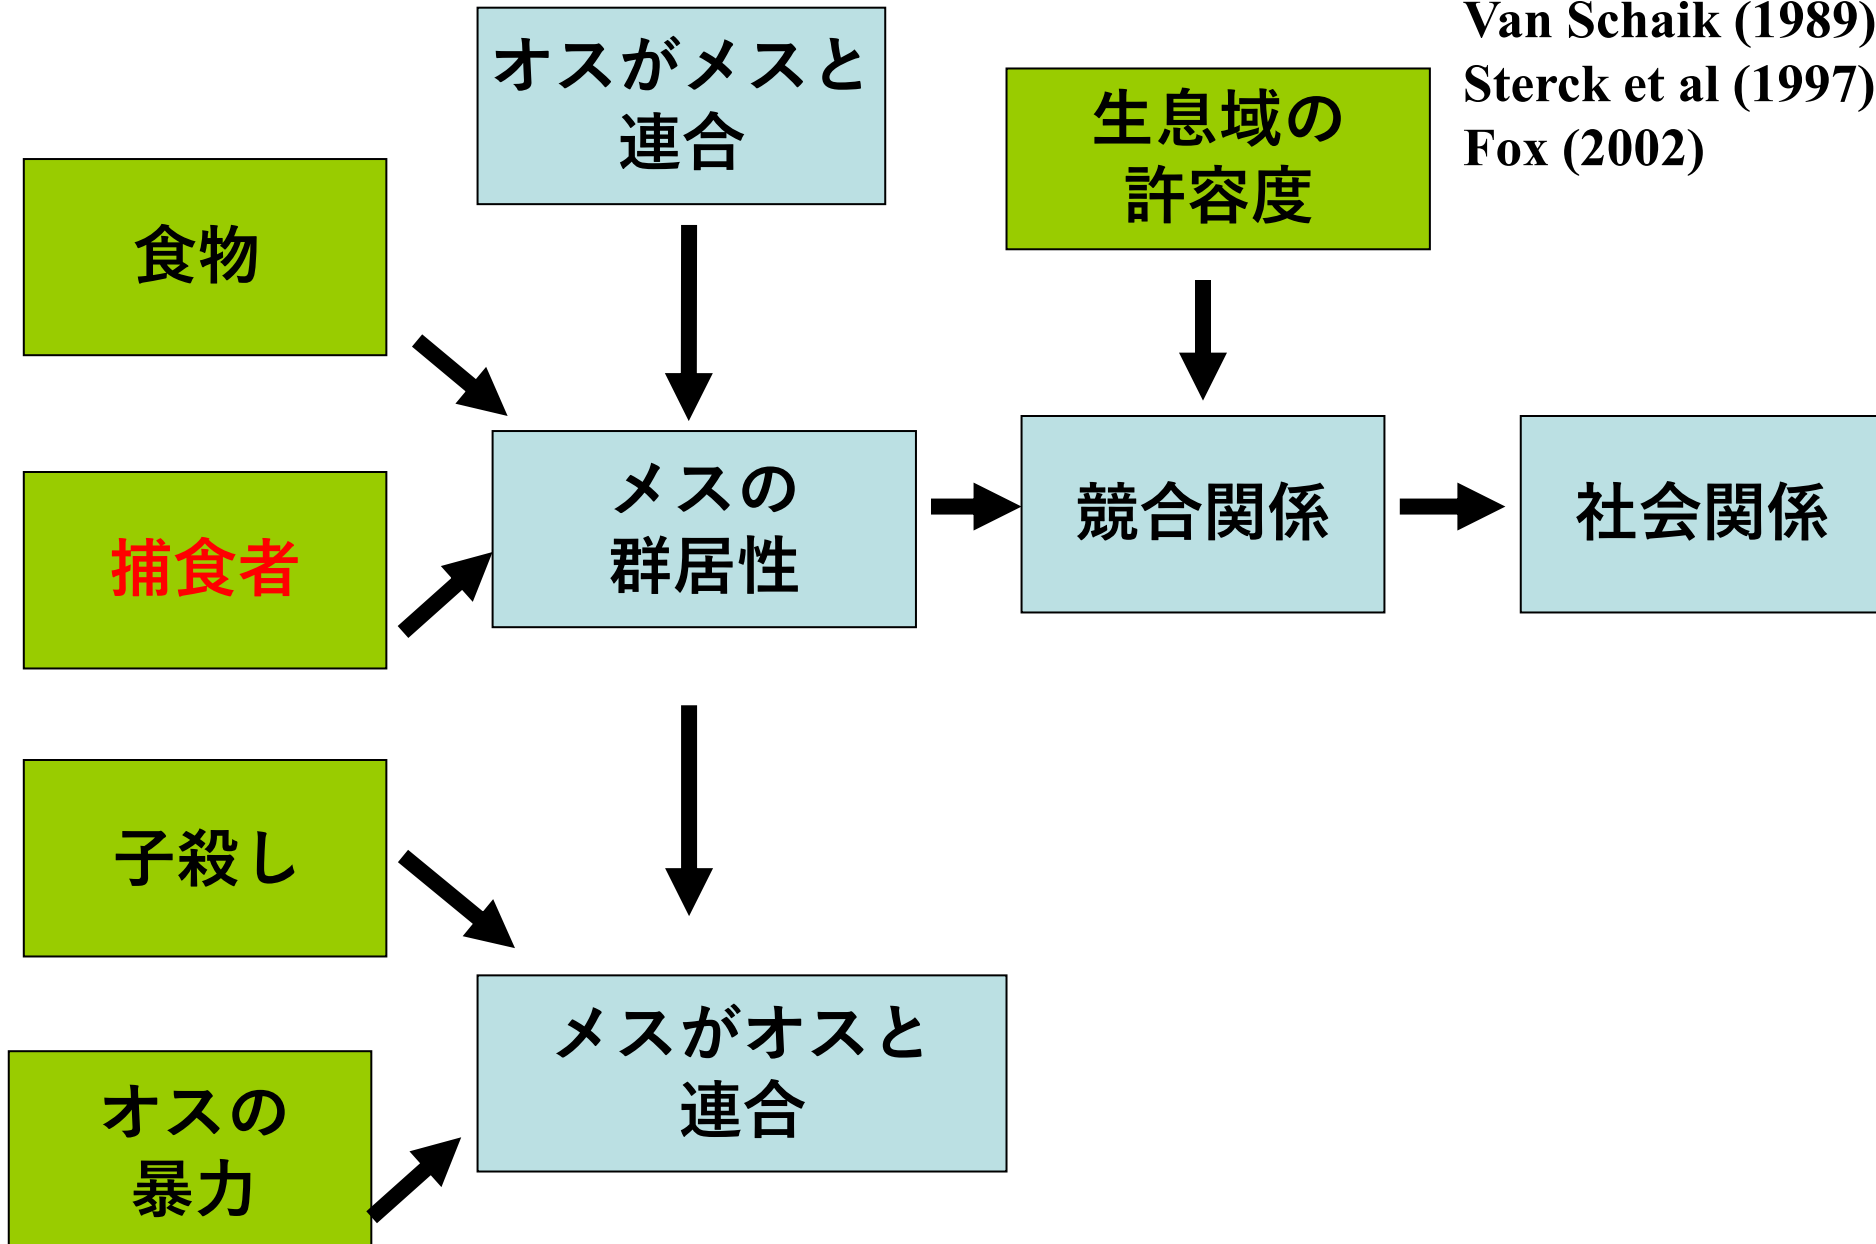 Van Schaik (1989)
Sterck et al (1997)
Fox (2002)
オスがメスと
連合
生息域の
許容度
食物
捕食者
メスの
群居性
競合関係
社会関係
子殺し
メスがオスと
連合
オスの
暴力